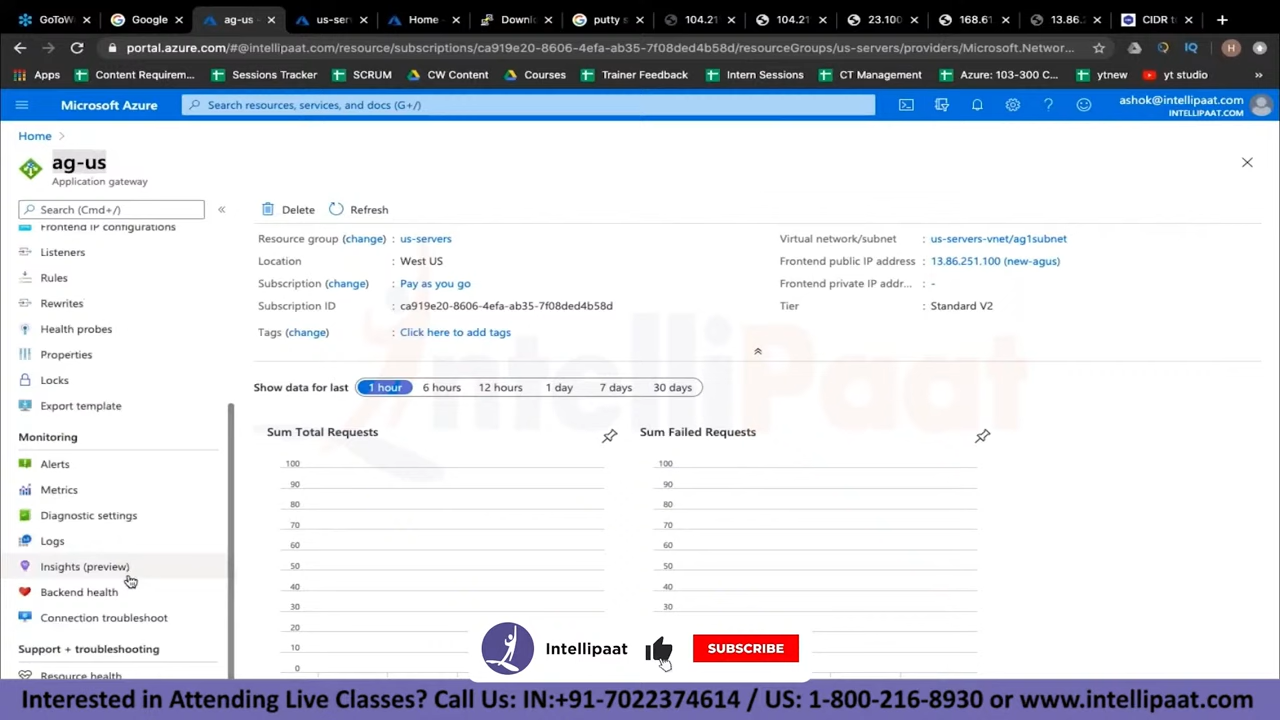 GoToW
Google
ag-us
us-serv
Home -
Downlo
putty s
104.21
104.21
23.100
168.61
13.86.
CIDR to
portal.azure.com/#@intellipaat.com/resource/subscriptions/ca919e20-8606-4efa-ab35-7f08ded4b58d/resourceGroups/us-servers/providers/Microsoft.Networ...
H
Apps
Content Requirem...
Sessions Tracker
SCRUM
CW Content
Courses
Trainer Feedback
Intern Sessions
CT Management
Azure: 103-300 C...
ytnew
yt studio
»
Microsoft Azure
Search resources, services, and docs (G+/)
ashok@intellipaat.com
INTELLIPAAT.COM
Home >
ag-us
Application gateway
Search (Cmd+/)
«
Delete
Refresh
Frontend IP configurations
Listeners
Rules
Rewrites
Health probes
Properties
Locks
Export template
Monitoring
Alerts
Metrics
Diagnostic settings
Logs
Insights (preview)
Backend health
Connection troubleshoot
Support + troubleshooting
Resource health
Resource group (change) : us-servers
Location : West US
Subscription (change) : Pay as you go
Subscription ID : ca919e20-8606-4efa-ab35-7f08ded4b58d
Tags (change) : Click here to add tags
Virtual network/subnet : us-servers-vnet/ag1subnet
Frontend public IP address : 13.86.251.100 (new-agus)
Frontend private IP addr... : -
Tier : Standard V2
IntelliPaat
Show data for last
1 hour
6 hours
12 hours
1 day
7 days
30 days
Sum Total Requests
100
90
80
70
60
50
40
30
20
10
0
Sum Failed Requests
100
90
80
70
60
50
40
30
Intellipaat
SUBSCRIBE
Interested in Attending Live Classes? Call Us: IN:+91-7022374614 / US: 1-800-216-8930 or www.intellipaat.com